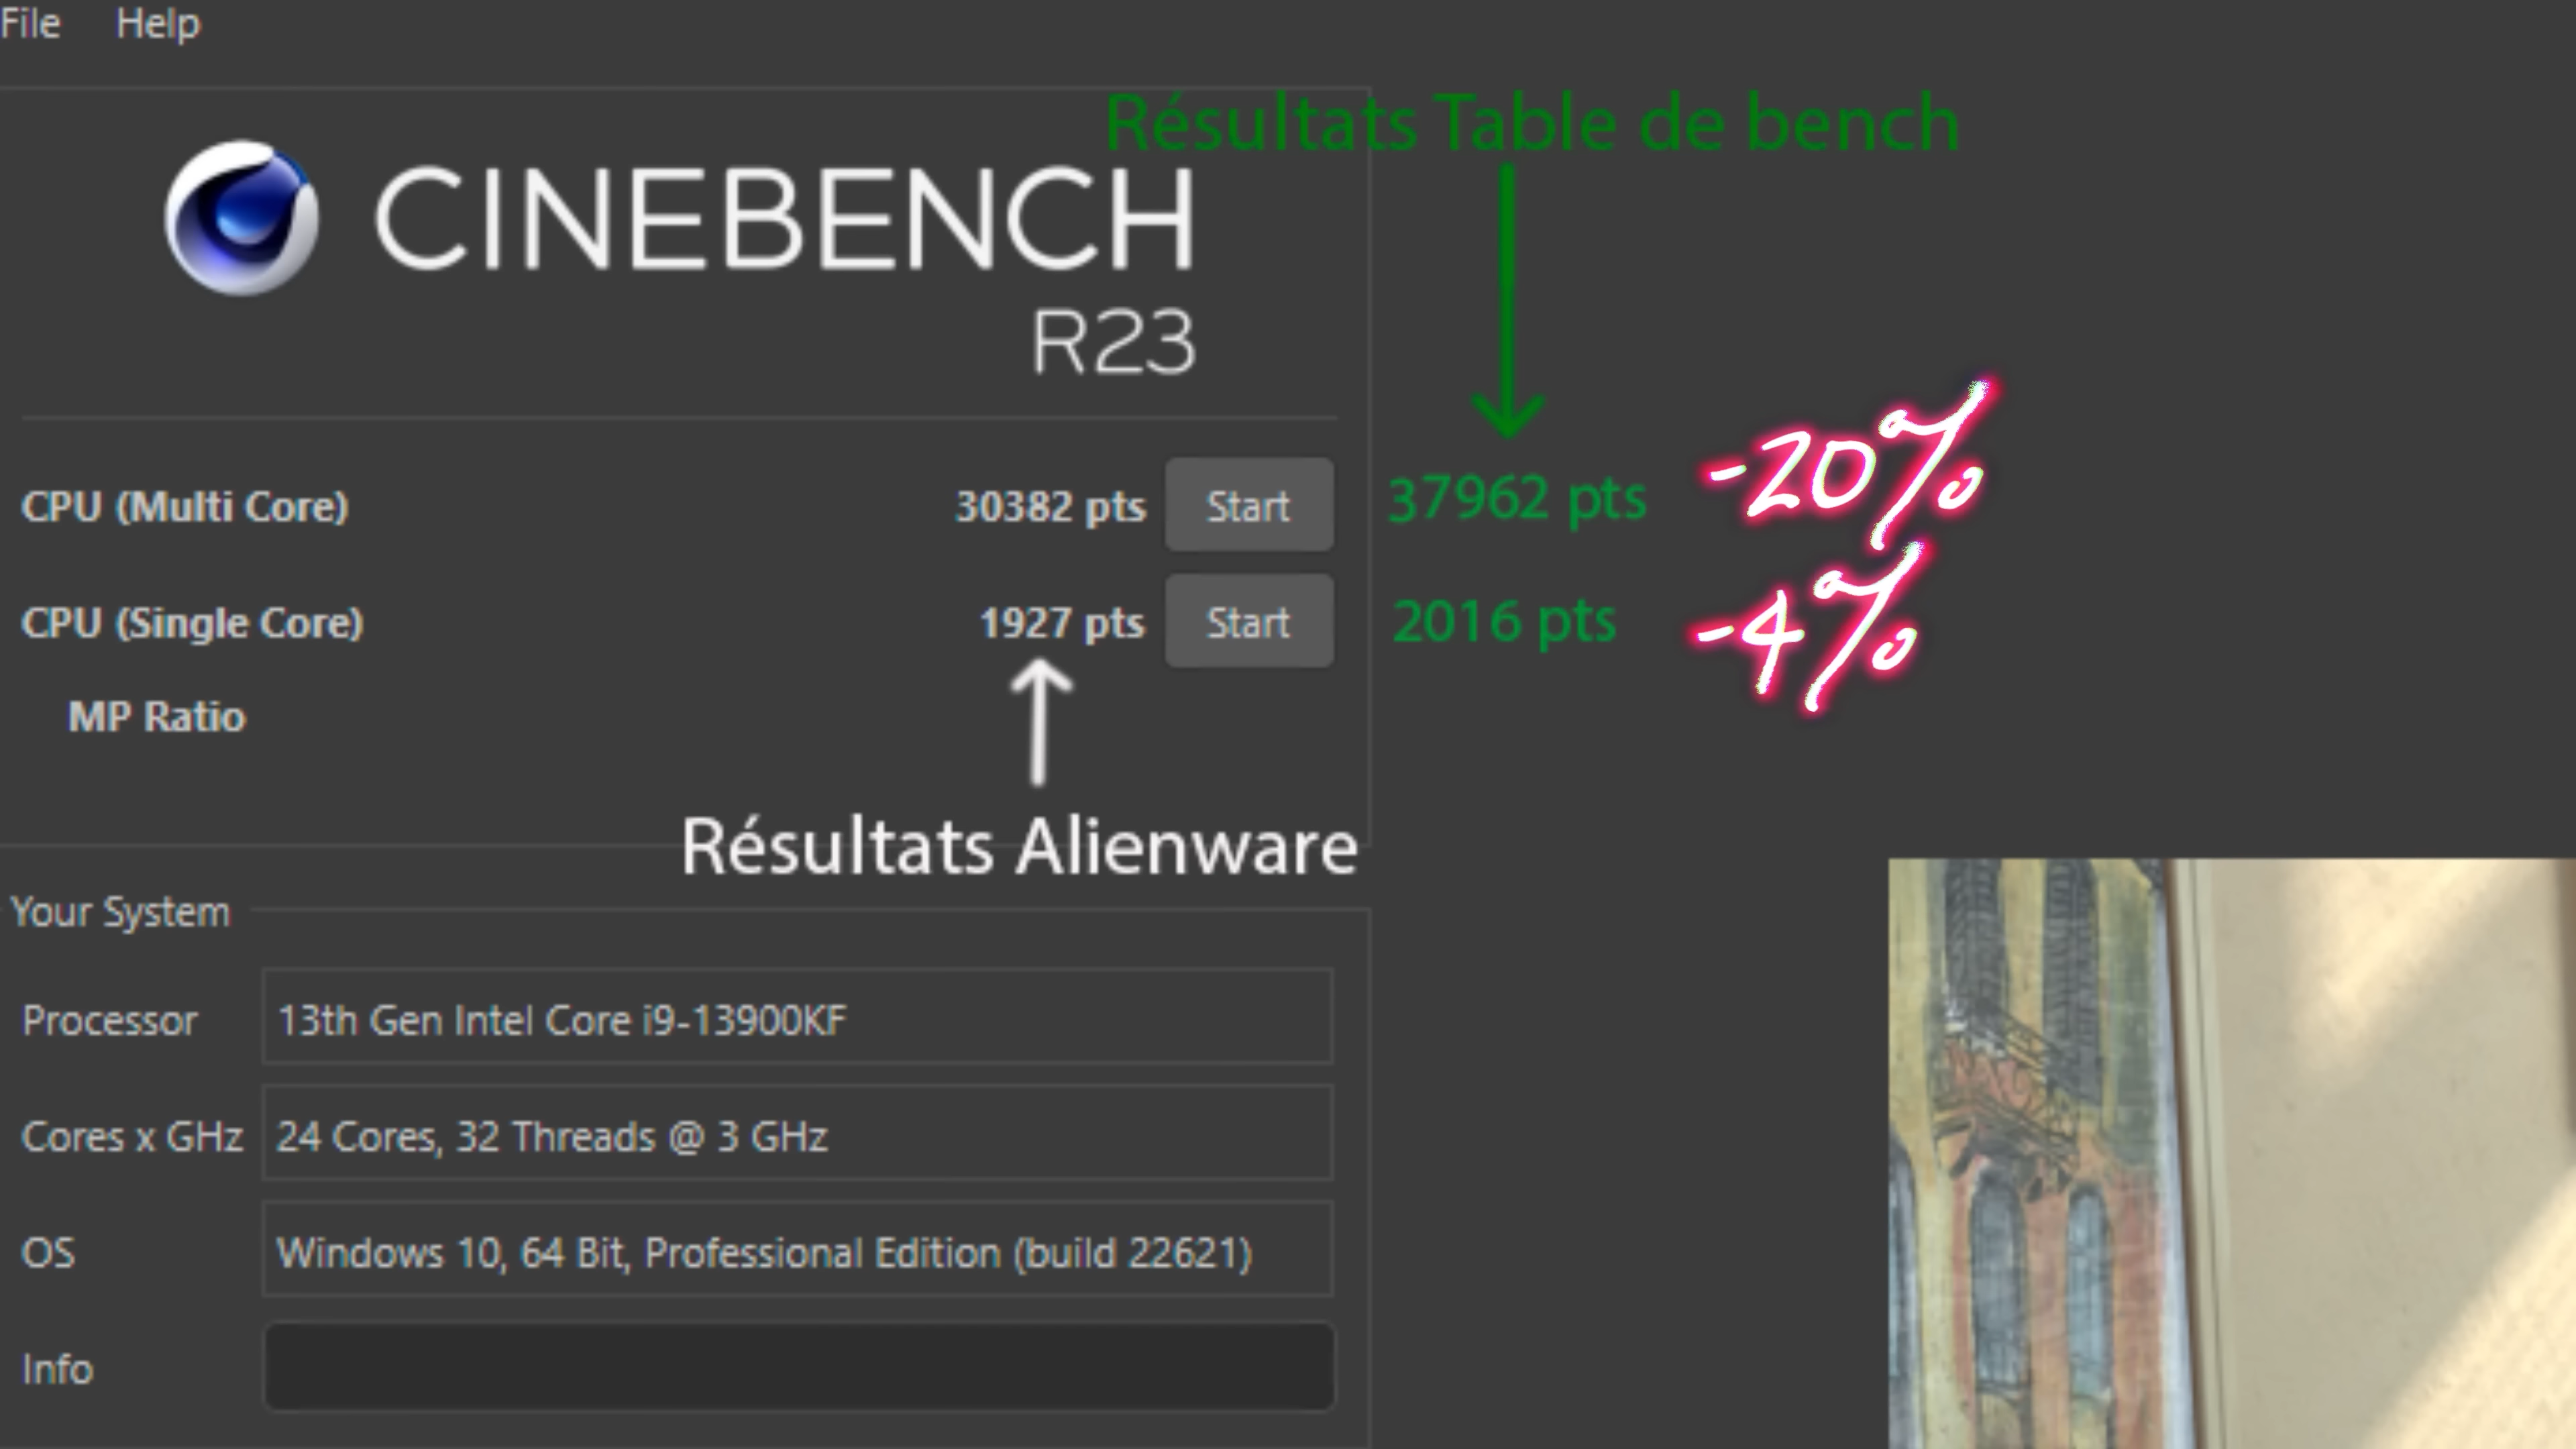 File Help
Résultats Table de bench
CINEBENCH
R23
CPU (Multi Core) 30382 pts Start 37962 pts -20%
CPU (Single Core) 1927 pts Start 2016 pts -4%
MP Ratio
Résultats Alienware
Your System
Processor 13th Gen Intel Core i9-13900KF
Cores x GHz 24 Cores, 32 Threads @ 3 GHz
OS Windows 10, 64 Bit, Professional Edition (build 22621)
Info